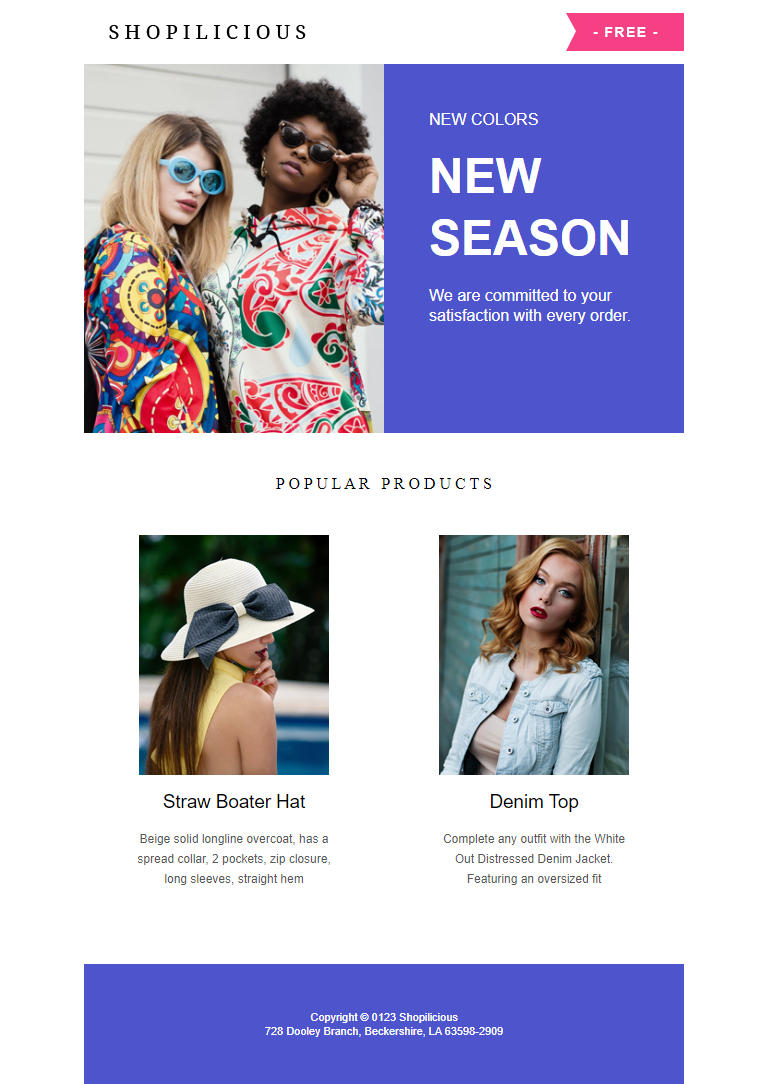 SHOPILICIOUS
- FREE -
NEW COLORS
NEW
SEASON
We are committed to your
satisfaction with every order.
POPULAR PRODUCTS
Straw Boater Hat
Beige solid longline overcoat, has a
spread collar, 2 pockets, zip closure,
long sleeves, straight hem
Denim Top
Complete any outfit with the White
Out Distressed Denim Jacket.
Featuring an oversized fit
Copyright © 0123 Shopilicious
728 Dooley Branch, Beckershire, LA 63598-2909